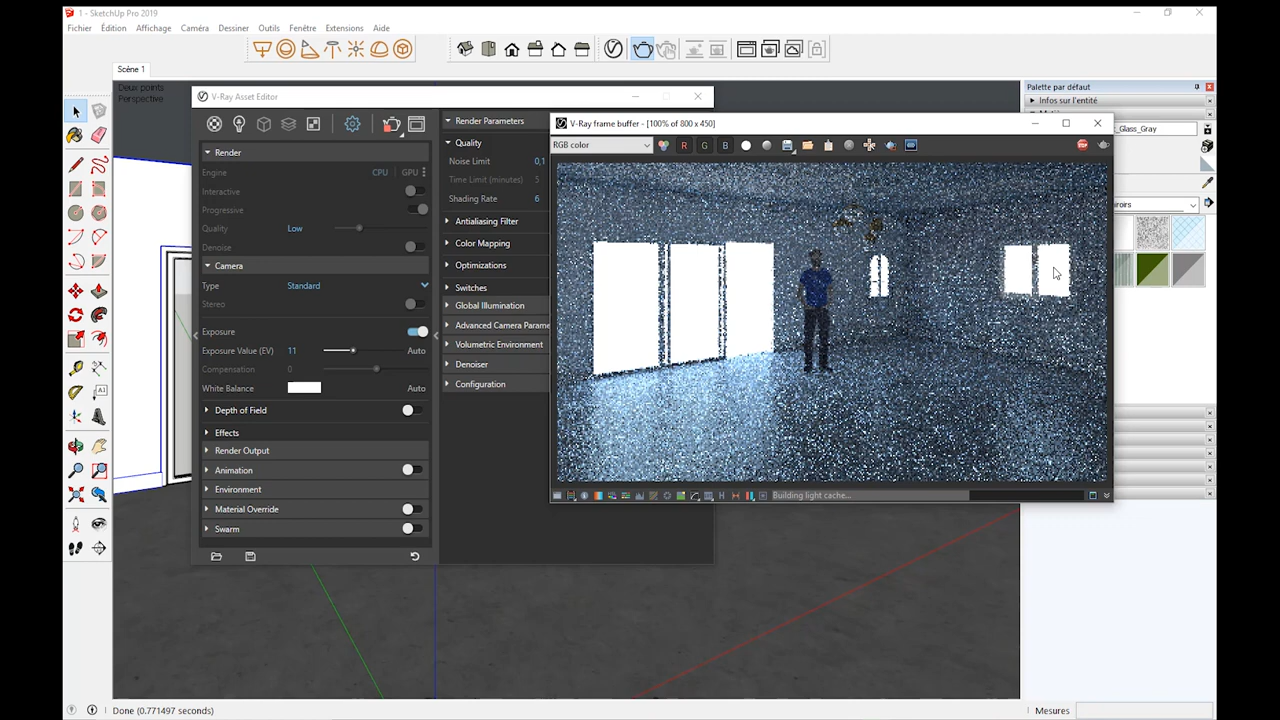 1 - SketchUp Pro 2019
Fichier Édition Affichage Caméra Dessiner Outils Fenêtre Extensions Aide
Scène 1
Deux points
Perspective
V-Ray Asset Editor
Render
Engine CPU GPU
Interactive
Progressive
Quality Low
Denoise
Camera
Type Standard
Stereo
Exposure
Exposure Value (EV) 11 Auto
Compensation 0
White Balance Auto
Depth of Field
Effects
Render Output
Animation
Environment
Material Override
Swarm
Render Parameters
Quality
Noise Limit 0,1
Time Limit (minutes) 5
Shading Rate 6
Antialiasing Filter
Color Mapping
Optimizations
Switches
Global Illumination
Advanced Camera Parame
Volumetric Environment
Denoiser
Configuration
V-Ray frame buffer - [100% of 800 x 450]
RGB color R G B
H Building light cache...
Palette par défaut
Infos sur l'entité
_Glass_Gray
oirs
Done (0.771497 secs)
Mesures